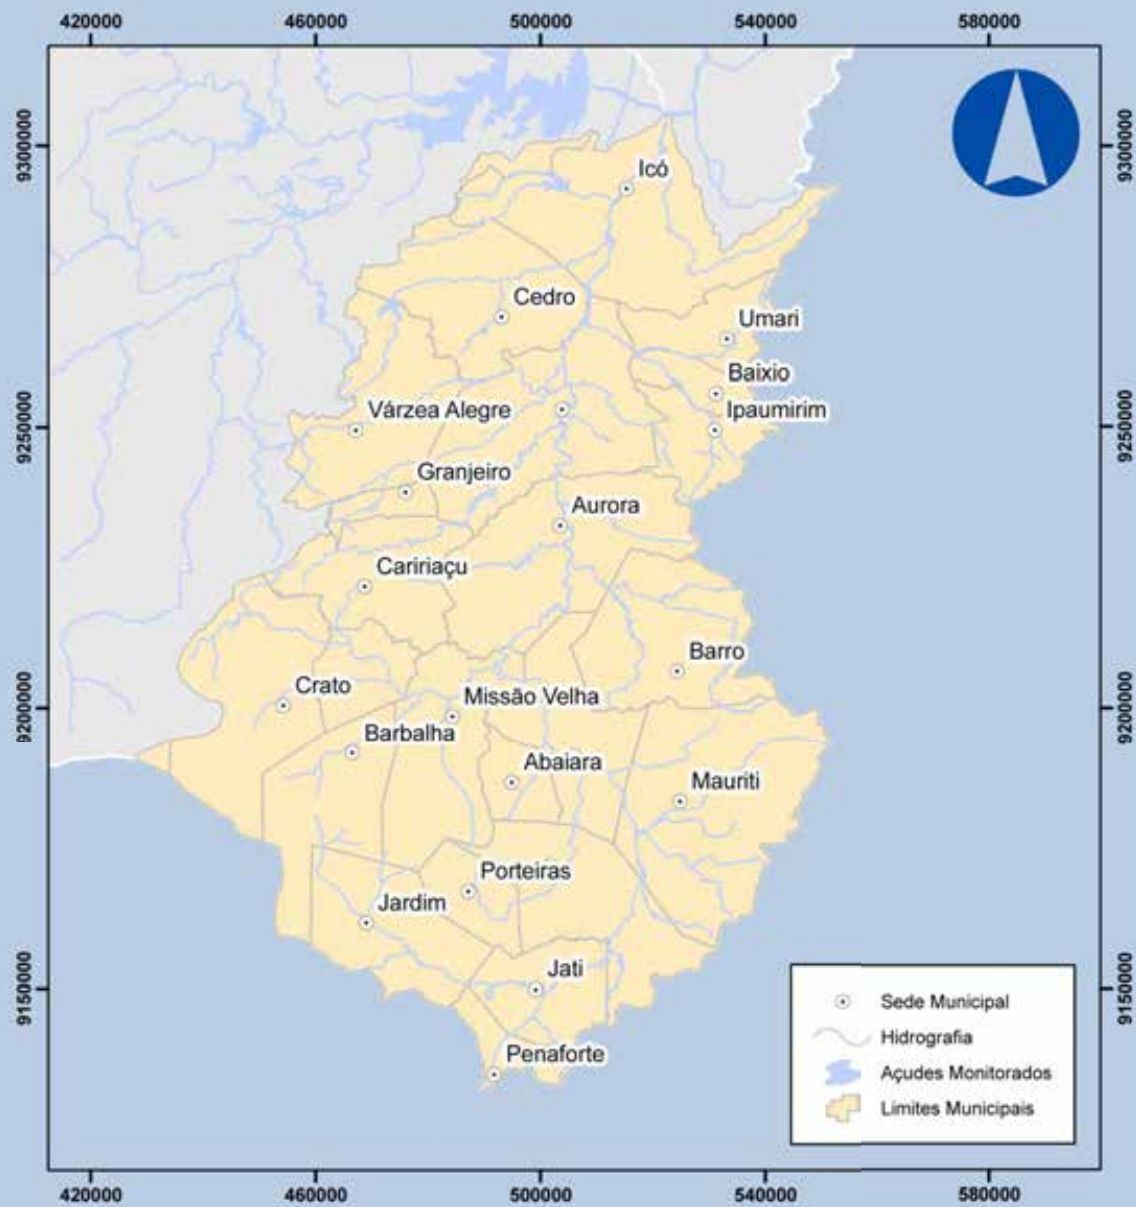 420000 460000 500000 540000 580000
9300000 9300000
Icó
Cedro
Umari
Baixio
Várzea Alegre
Ipaumirim
9250000 9250000
Granjeiro
Aurora
Caririaçu
Barro
Crato
Missão Velha
9200000 9200000
Barbalha
Abaiara
Mauriti
Porteiras
Jardim
Jati
9150000 9150000
Penaforte
Sede Municipal
Hidrografia
Açudes Monitorados
Limites Municipais
420000 460000 500000 540000 580000